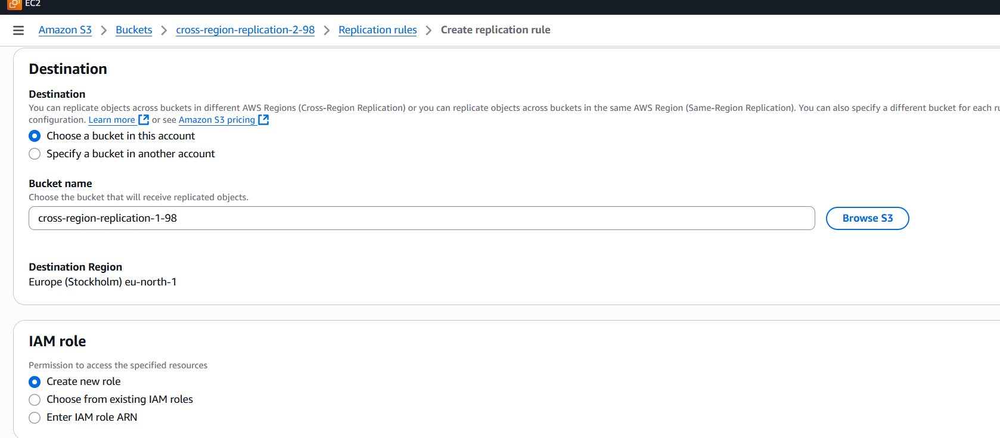 EC2
Amazon S3 > Buckets > cross-region-replication-2-98 > Replication rules > Create replication rule
Destination
Destination
You can replicate objects across buckets in different AWS Regions (Cross-Region Replication) or you can replicate objects across buckets in the same AWS Region (Same-Region Replication). You can also specify a different bucket for each
configuration. Learn more or see Amazon S3 pricing
Choose a bucket in this account
Specify a bucket in another account
Bucket name
Choose the bucket that will receive replicated objects.
cross-region-replication-1-98
Browse S3
Destination Region
Europe (Stockholm) eu-north-1
IAM role
Permission to access the specified resources
Create new role
Choose from existing IAM roles
Enter IAM role ARN